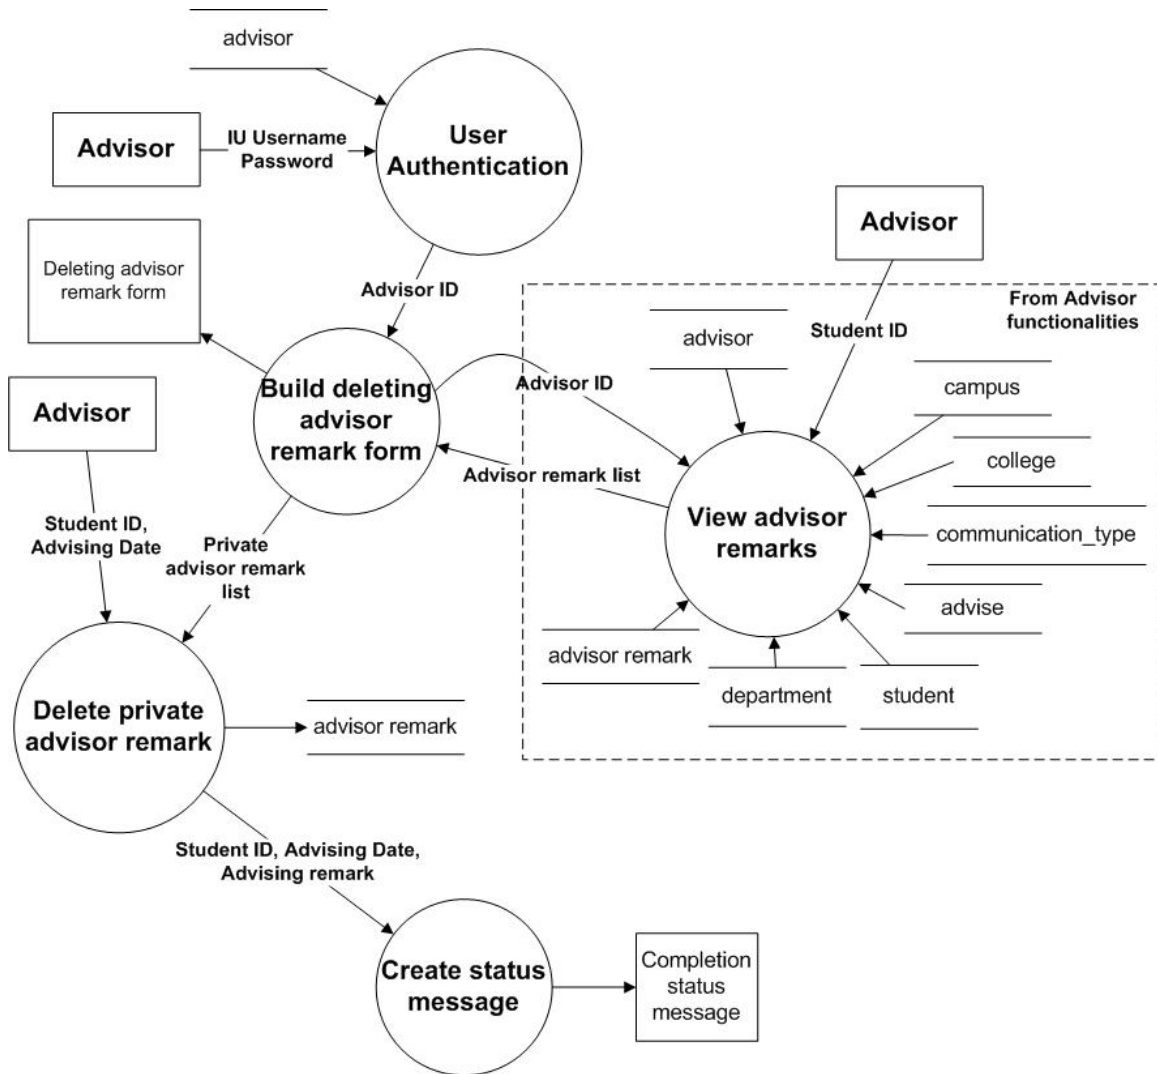 advisor
Advisor
IU Username
Password
User
Authentication
Advisor
Deleting advisor
remark form
Advisor ID
From Advisor
functionalities
advisor
Student ID
Build deleting
advisor
remark form
Advisor ID
campus
Advisor
college
Advisor remark list
View advisor
remarks
communication_type
Student ID,
Advising Date
Private
advisor remark
list
advise
advisor remark
department
student
Delete private
advisor remark
advisor remark
Student ID, Advising Date,
Advising remark
Create status
message
Completion
status
message